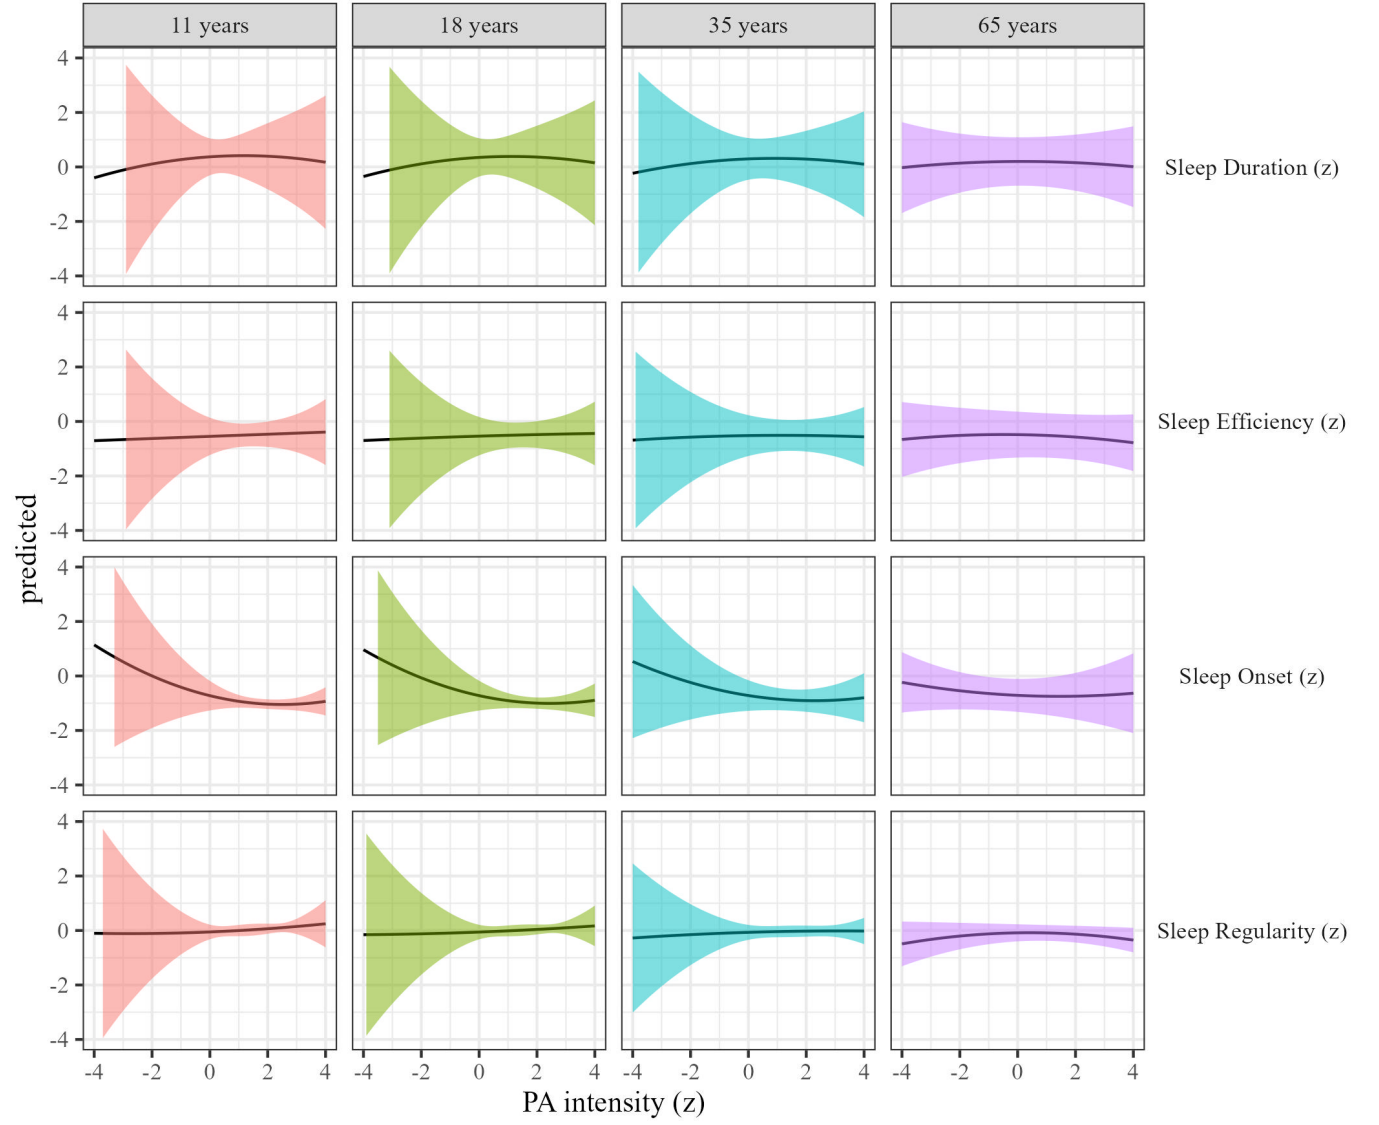 11 years 18 years 35 years 65 years
4
2
0
-2
-4
Sleep Duration (z)
4
2
0
-2
-4
Sleep Efficiency (z)
predicted
4
2
0
-2
-4
Sleep Onset (z)
4
2
0
-2
-4
Sleep Regularity (z)
-4 -2 0 2 4 -4 -2 0 2 4 -4 -2 0 2 4 -4 -2 0 2 4
PA intensity (z)